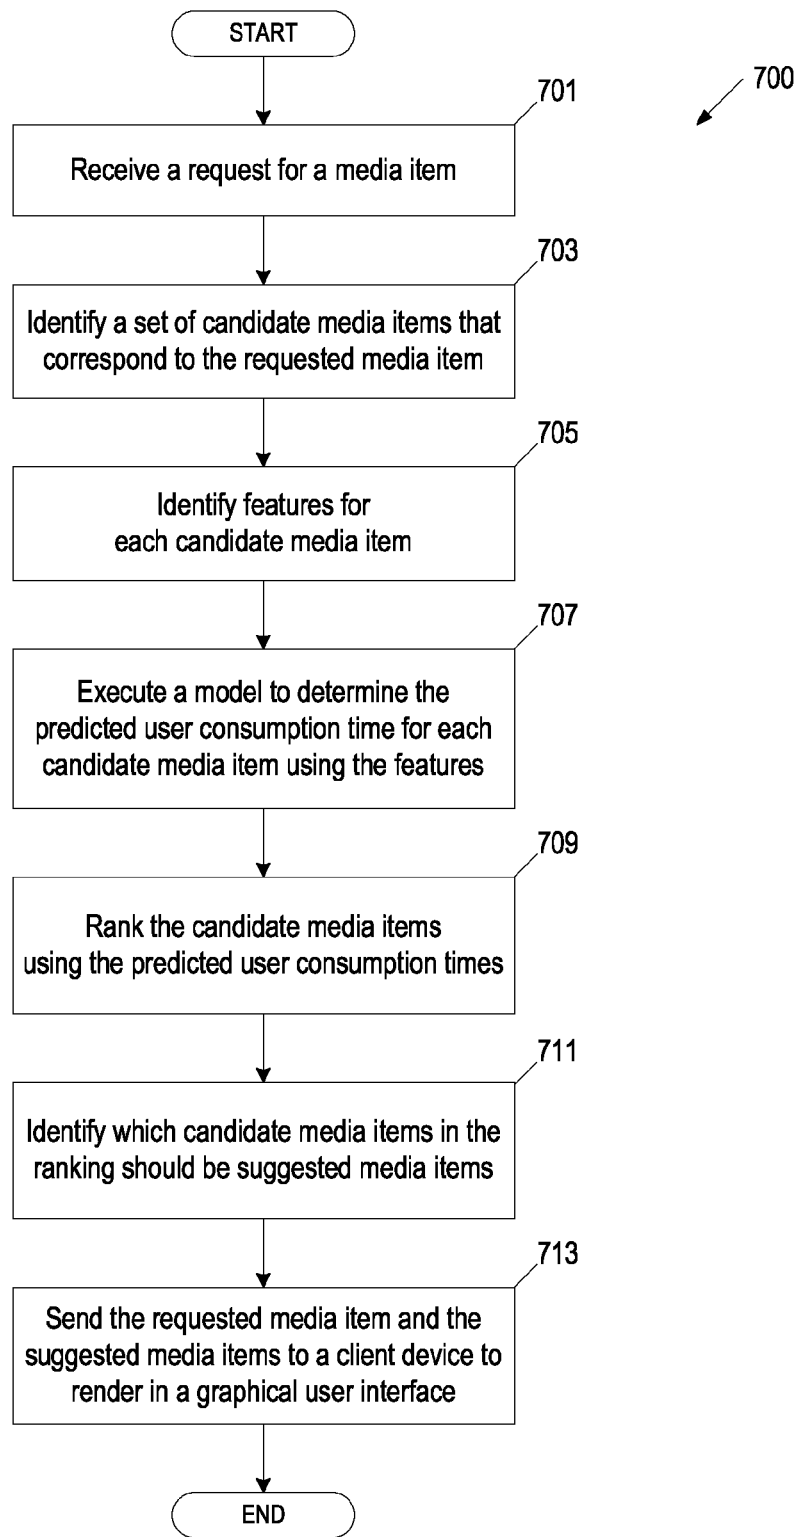 START
700
701
Receive a request for a media item
703
Identify a set of candidate media items that
correspond to the requested media item
705
Identify features for
each candidate media item
707
Execute a model to determine the
predicted user consumption time for each
candidate media item using the features
709
Rank the candidate media items
using the predicted user consumption times
711
Identify which candidate media items in the
ranking should be suggested media items
713
Send the requested media item and the
suggested media items to a client device to
render in a graphical user interface
END